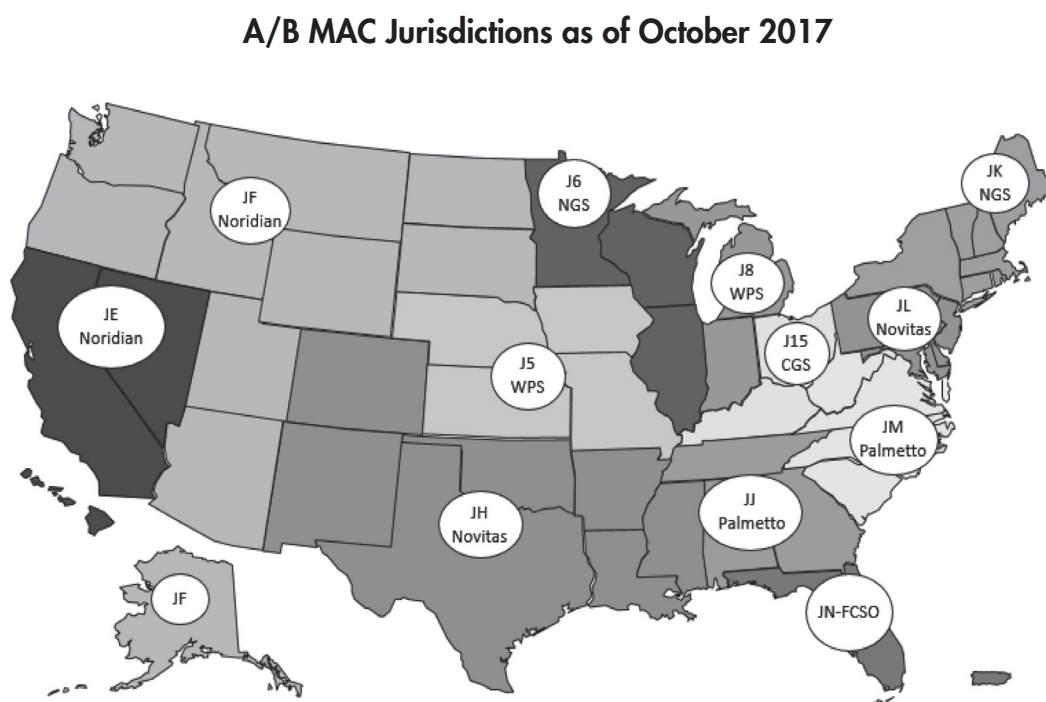 A/B MAC Jurisdictions as of October 2017
JF
Noridian
J6
NGS
JK
NGS
J8
WPS
JE
Noridian
JL
Novitas
J15
CGS
J5
WPS
JM
Palmetto
JH
Novitas
JJ
Palmetto
JF
JN-FCSO